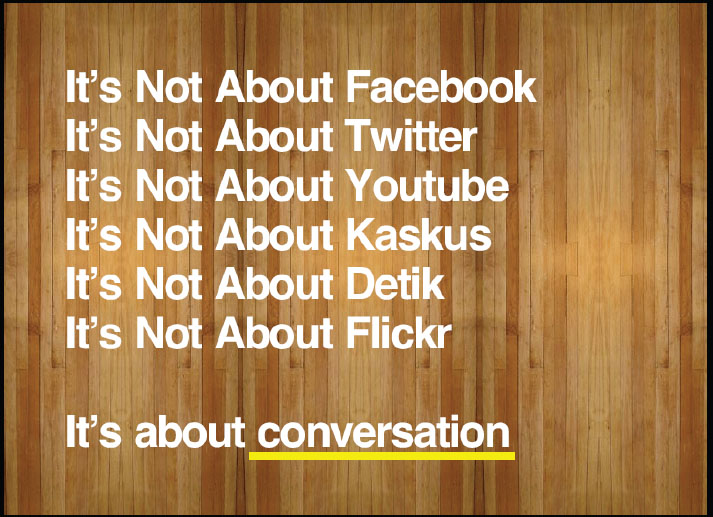 It’s Not About Facebook
It’s Not About Twitter
It’s Not About Youtube
It’s Not About Kaskus
It’s Not About Detik
It’s Not About Flickr
It’s about conversation